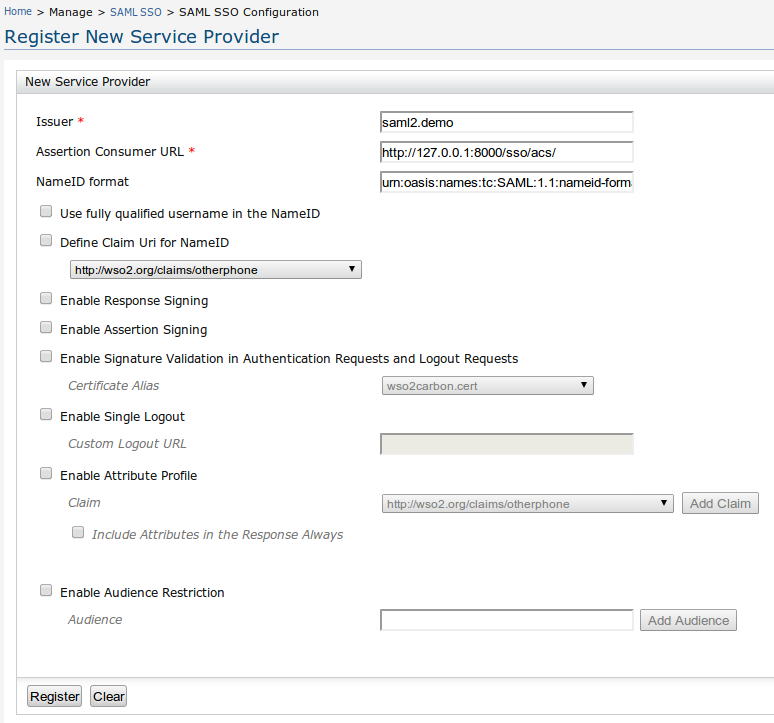 Home > Manage > SAML SSO > SAML SSO Configuration
Register New Service Provider
New Service Provider
Issuer * saml2.demo
Assertion Consumer URL * http://127.0.0.1:8000/sso/acs/
NameID format urn:oasis:names:tc:SAML:1.1:nameid-form
Use fully qualified username in the NameID
Define Claim Uri for NameID
http://wso2.org/claims/otherphone
Enable Response Signing
Enable Assertion Signing
Enable Signature Validation in Authentication Requests and Logout Requests
Certificate Alias wso2carbon.cert
Enable Single Logout
Custom Logout URL
Enable Attribute Profile
Claim http://wso2.org/claims/otherphone Add Claim
Include Attributes in the Response Always
Enable Audience Restriction
Audience Add Audience
Register Clear